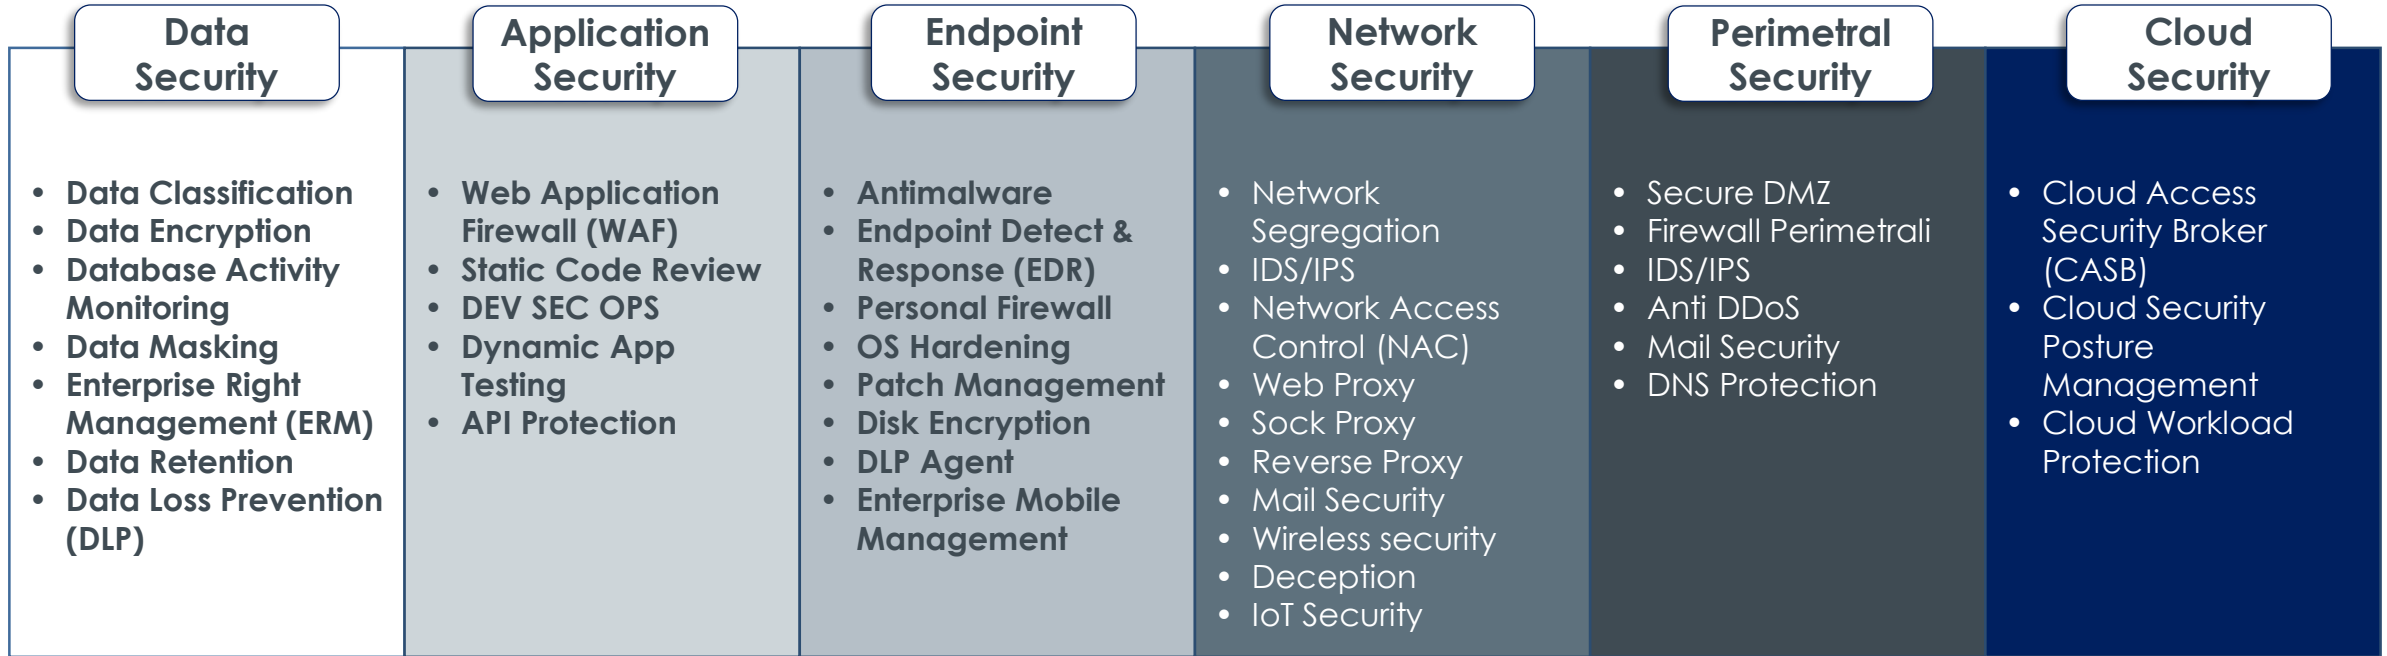 Data
Security
• Data Classification
• Data Encryption
• Database Activity
Monitoring
• Data Masking
• Enterprise Right
Management (ERM)
• Data Retention
• Data Loss Prevention
(DLP)
Application
Security
• Web Application
Firewall (WAF)
• Static Code Review
• DEV SEC OPS
• Dynamic App
Testing
• API Protection
Endpoint
Security
• Antimalware
• Endpoint Detect &
Response (EDR)
• Personal Firewall
• OS Hardening
• Patch Management
• Disk Encryption
• DLP Agent
• Enterprise Mobile
Management
Network
Security
• Network
Segregation
• IDS/IPS
• Network Access
Control (NAC)
• Web Proxy
• Sock Proxy
• Reverse Proxy
• Mail Security
• Wireless security
• Deception
• IoT Security
Perimetral
Security
• Secure DMZ
• Firewall Perimetrali
• IDS/IPS
• Anti DDoS
• Mail Security
• DNS Protection
Cloud
Security
• Cloud Access
Security Broker
(CASB)
• Cloud Security
Posture
Management
• Cloud Workload
Protection